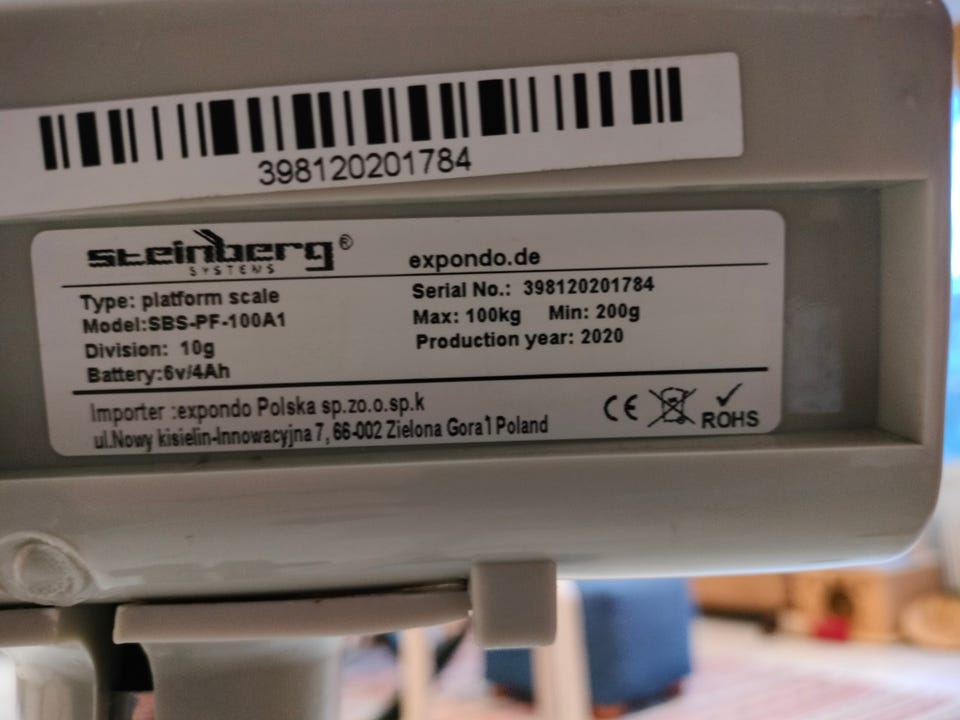 398120201784
steinberg®
SYSTEMS
expondo.de
Type: platform scale
Model:SBS-PF-100A1
Division: 10g
Battery:6v/4Ah
Serial No.: 398120201784
Max: 100kg Min: 200g
Production year: 2020
Importer :expondo Polska sp.zo.o.sp.k
ul.Nowy kisielin-Innowacyjna 7, 66-002 Zielona Gora1 Poland
CE
ROHS